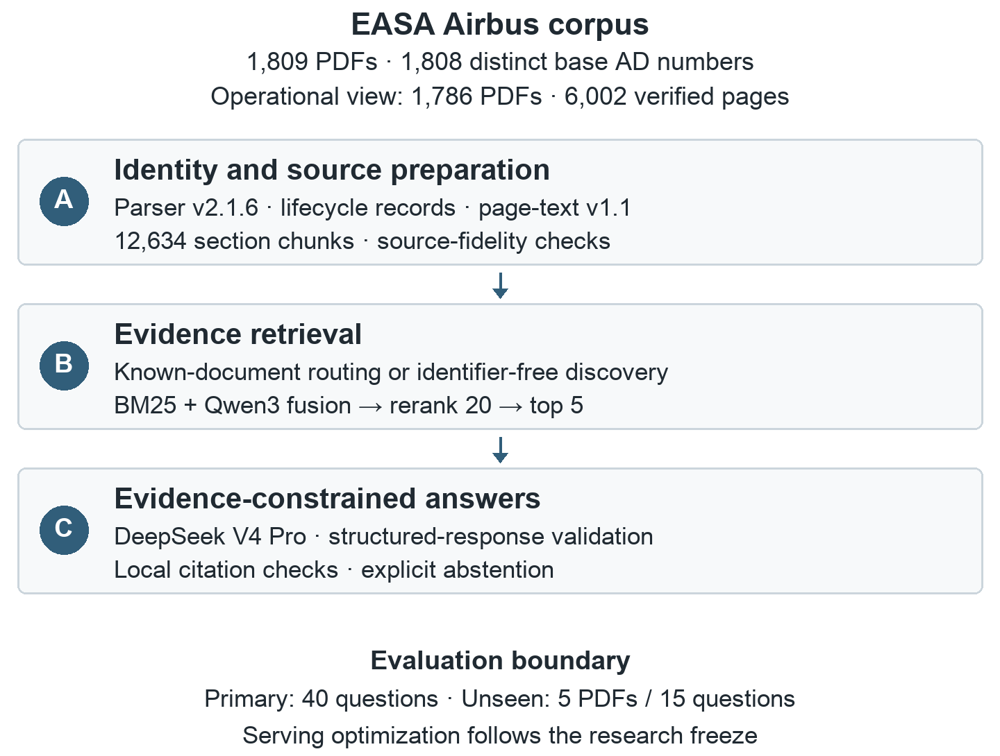 EASA Airbus corpus
1,809 PDFs · 1,808 distinct base AD numbers
Operational view: 1,786 PDFs · 6,002 verified pages
A
Identity and source preparation
Parser v2.1.6 · lifecycle records · page-text v1.1
12,634 section chunks · source-fidelity checks
B
Evidence retrieval
Known-document routing or identifier-free discovery
BM25 + Qwen3 fusion → rerank 20 → top 5
C
Evidence-constrained answers
DeepSeek V4 Pro · structured-response validation
Local citation checks · explicit abstention
Evaluation boundary
Primary: 40 questions · Unseen: 5 PDFs / 15 questions
Serving optimization follows the research freeze